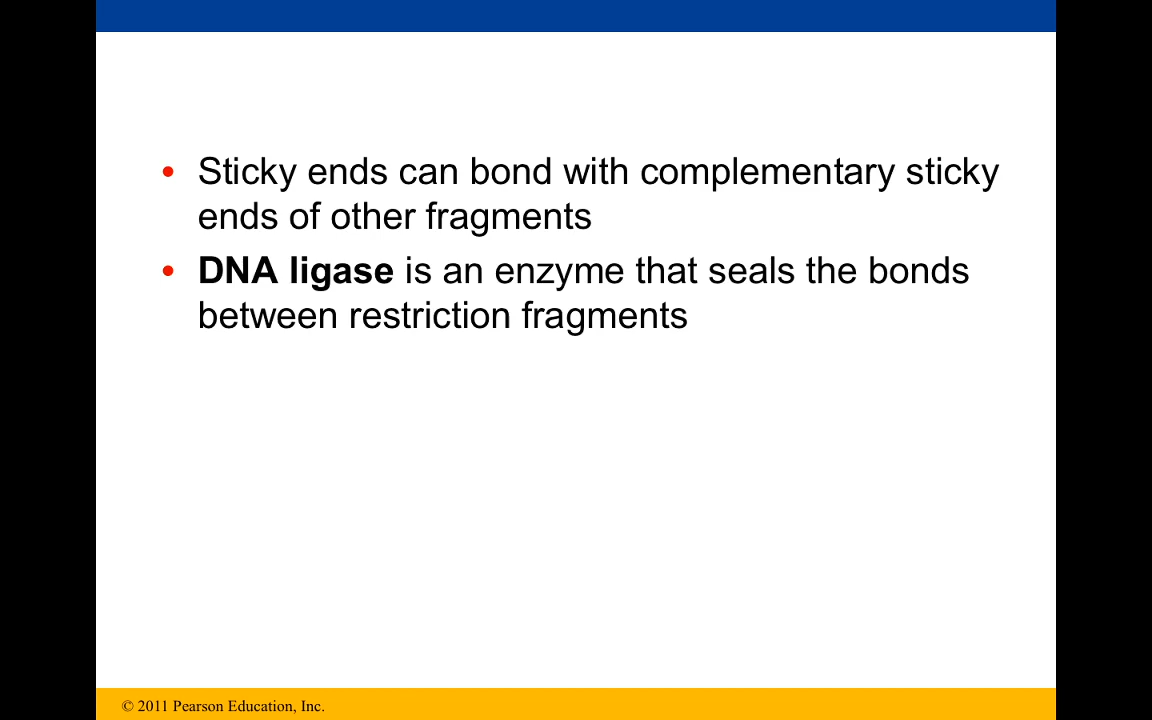 • Sticky ends can bond with complementary sticky
ends of other fragments
• DNA ligase is an enzyme that seals the bonds
between restriction fragments
© 2011 Pearson Education, Inc.